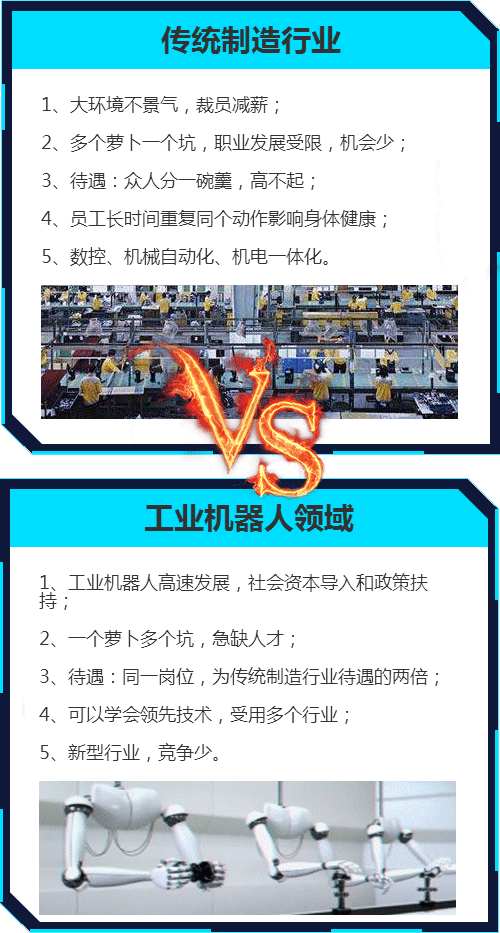 传统制造行业
1、大环境不景气，裁员减薪；
2、多个萝卜一个坑，职业发展受限，机会少；
3、待遇：众人分一碗羹，高不起；
4、员工长时间重复同个动作影响身体健康；
5、数控、机械自动化、机电一体化。
VS
工业机器人领域
1、工业机器人高速发展，社会资本导入和政策扶
持；
2、一个萝卜多个坑，急缺人才；
3、待遇：同一岗位，为传统制造行业待遇的两倍；
4、可以学会领先技术，受用多个行业；
5、新型行业，竞争少。